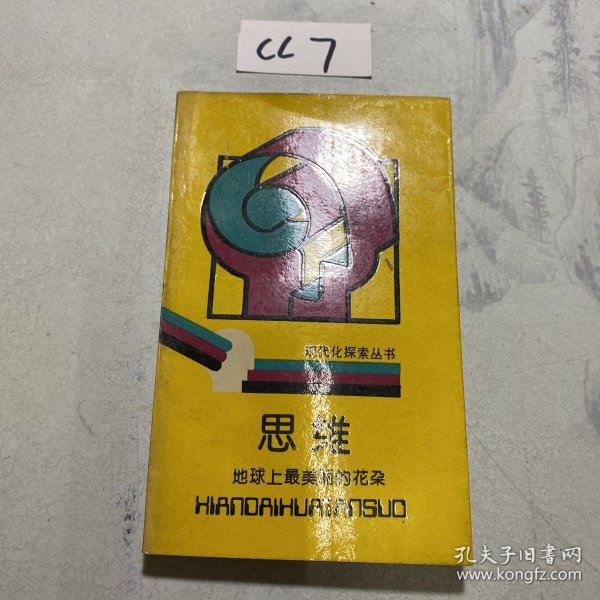 CL7
现代化探索丛书
思维
地球上最美丽的花朵
XIANDAIHUATANSUO
孔夫子旧书网
www.kongfz.com